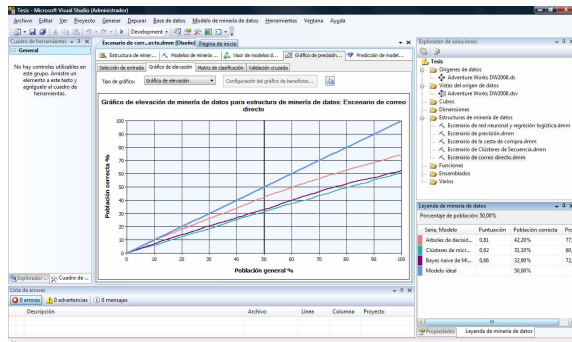 Tesis - Microsoft Visual Studio (Administrador)
Archivo Editar Ver Proyecto Generar Depurar Base de datos Modelo de minería de datos Herramientas Ventana Ayuda
Development
Cuadro de herramientas
General
No hay controles utilizables en
este grupo. Arrastre un
elemento a este texto y
agréguelo al cuadro de
herramientas.
Explorador ... Cuadro de ...
Escenario de corr...ecto.dmm [Diseño] Página de inicio
Estructura de miner... Modelos de minería ... Visor de modelos d... Gráfico de precisión... Predicción de model...
Selección de entrada Gráfico de elevación Matriz de clasificación Validación cruzada
Tipo de gráfico: Gráfico de elevación Configuración del gráfico de beneficios...
Gráfico de elevación de minería de datos para estructura de minería de datos: Escenario de correo
directo
Población correcta %
100
90
80
70
60
50
40
30
20
10
0
0 10 20 30 40 50 60 70 80 90 100
Población general %
Explorador de soluciones
Tesis
Orígenes de datos
Adventure Works DW2008.ds
Vistas del origen de datos
Adventure Works DW2008.dsv
Cubos
Dimensiones
Estructuras de minería de datos
Escenario de red neuronal y regresión logística.dmm
Escenario de previsión.dmm
Escenario de la cesta de compra.dmm
Escenario de Clústeres de Secuencia.dmm
Escenario de correo directo.dmm
Funciones
Ensamblados
Varios
Leyenda de minería de datos
Porcentaje de población: 50,00%
Serie, Modelo Puntuación Población correcta
Árboles de decisió... 0,81 42,20% 77,
Clústeres de micr... 0,62 31,10% 60,
Bayes naive de Mi... 0,66 32,90% 72,
Modelo ideal 50,00%
Propiedades Leyenda de minería de datos
Lista de errores
0 errores 0 advertencias 0 mensajes
Descripción Archivo Línea Columna Proyecto